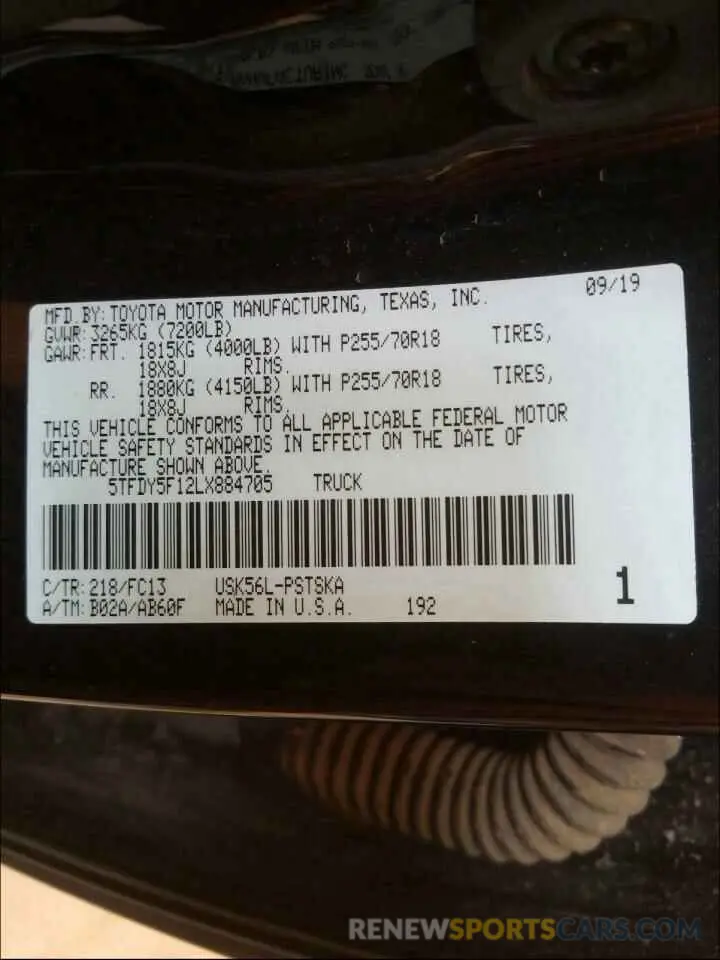 MFD.BY: TOYOTA MOTOR MANUFACTURING, TEXAS, INC. 09/19
GVWR: 3265KG (7200LB)
GAWR: FRT. 1815KG (4000LB) WITH P255/70R18 TIRES,
18X8J RIMS.
RR. 1880KG (4150LB) WITH P255/70R18 TIRES,
18X8J RIMS.
THIS VEHICLE CONFORMS TO ALL APPLICABLE FEDERAL MOTOR
VEHICLE SAFETY STANDARDS IN EFFECT ON THE DATE OF
MANUFACTURE SHOWN ABOVE.
5TFDY5F12LX884705 TRUCK
C/TR: 218/FC13 USK56L-PSTSKA 1
A/TM: B02A/AB60F MADE IN U.S.A. 192
RENEWSPORTSCARS.COM